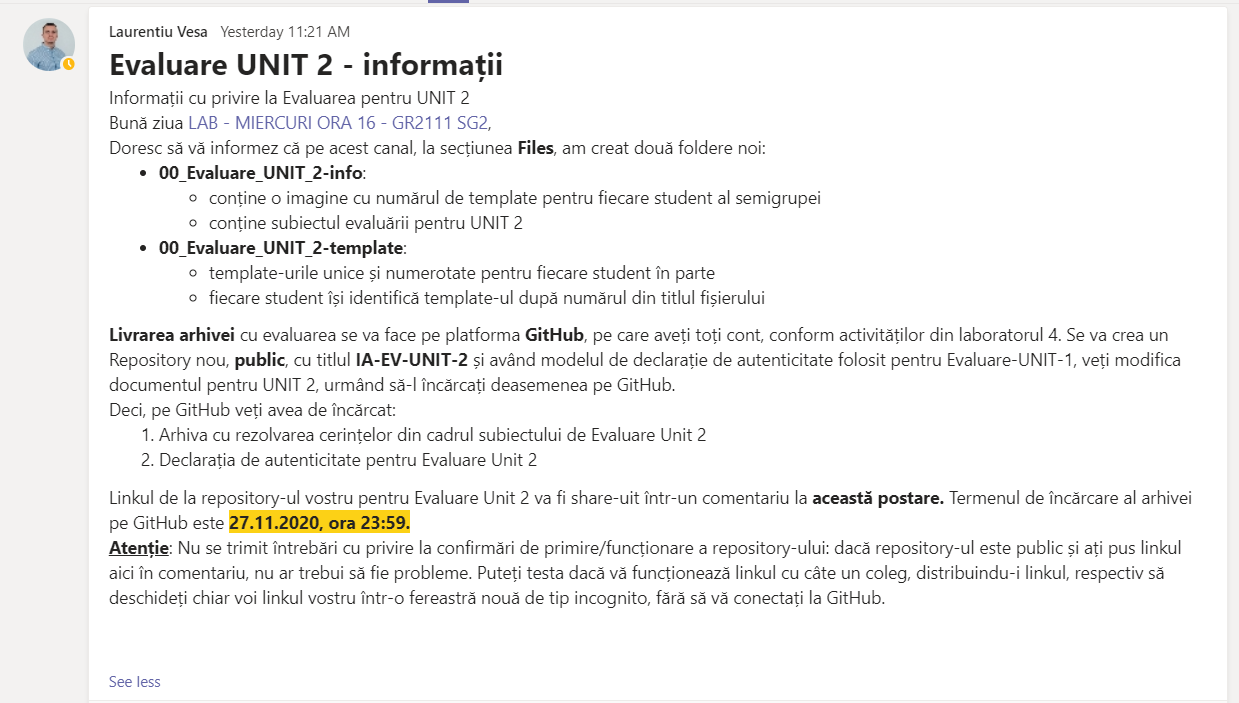 Laurentiu Vesa Yesterday 11:21 AM
Evaluare UNIT 2 - informații
Informații cu privire la Evaluarea pentru UNIT 2
Bună ziua LAB - MIERCURI ORA 16 - GR2111 SG2,
Doresc să vă informez că pe acest canal, la secțiunea Files, am creat două foldere noi:
• 00_Evaluare_UNIT_2-info:
◦ conține o imagine cu numărul de template pentru fiecare student al semigrupei
◦ conține subiectul evaluării pentru UNIT 2
• 00_Evaluare_UNIT_2-template:
◦ template-urile unice și numerotate pentru fiecare student în parte
◦ fiecare student își identifică template-ul după numărul din titlul fișierului
Livrarea arhivei cu evaluarea se va face pe platforma GitHub, pe care aveți toți cont, conform activităților din laboratorul 4. Se va crea un
Repository nou, public, cu titlul IA-EV-UNIT-2 și având modelul de declarație de autenticitate folosit pentru Evaluare-UNIT-1, veți modifica
documentul pentru UNIT 2, urmând să-l încărcați deasemenea pe GitHub.
Deci, pe GitHub veți avea de încărcat:
1. Arhiva cu rezolvarea cerințelor din cadrul subiectului de Evaluare Unit 2
2. Declarația de autenticitate pentru Evaluare Unit 2
Linkul de la repository-ul vostru pentru Evaluare Unit 2 va fi share-uit într-un comentariu la această postare. Termenul de încărcare al arhivei
pe GitHub este 27.11.2020, ora 23:59.
Atenție: Nu se trimit întrebări cu privire la confirmări de primire/funcționare a repository-ului: dacă repository-ul este public și ați pus linkul
aici în comentariu, nu ar trebui să fie probleme. Puteți testa dacă vă funcționează linkul cu câte un coleg, distribuindu-i linkul, respectiv să
deschideți chiar voi linkul vostru într-o fereastră nouă de tip incognito, fără să vă conectați la GitHub.
See less